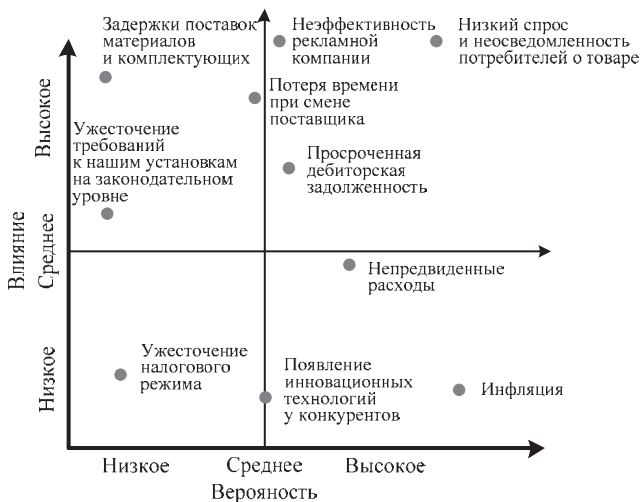 Задержки поставок
материалов
и комплектующих
Неэффективность
рекламной
компании
Низкий спрос
и неосведомленность
потребителей о товаре
Потеря времени
при смене
поставщика
Ужесточение
требований
к нашим установкам
на законодательном
уровне
Просроченная
дебиторская
задолженность
Непредвиденные
расходы
Ужесточение
налогового
режима
Появление
инновационных
технологий
у конкурентов
Инфляция
Влияние
Высокое
Среднее
Низкое
Низкое
Среднее
Высокое
Верояность